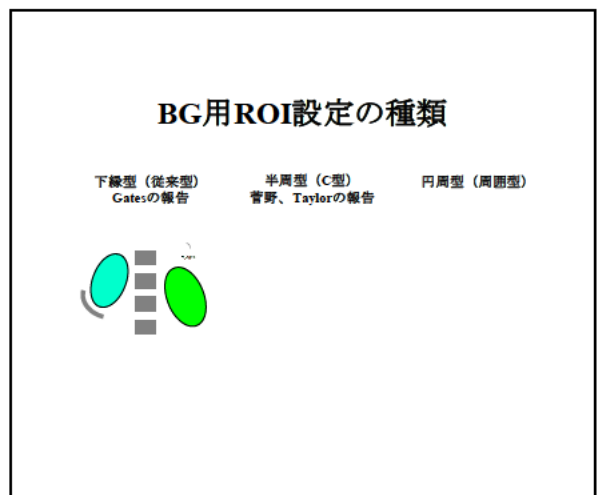 BG用ROI設定の種類
下縁型（従来型）
Gatesの報告
半周型（C型）
菅野、Taylorの報告
円周型（周囲型）